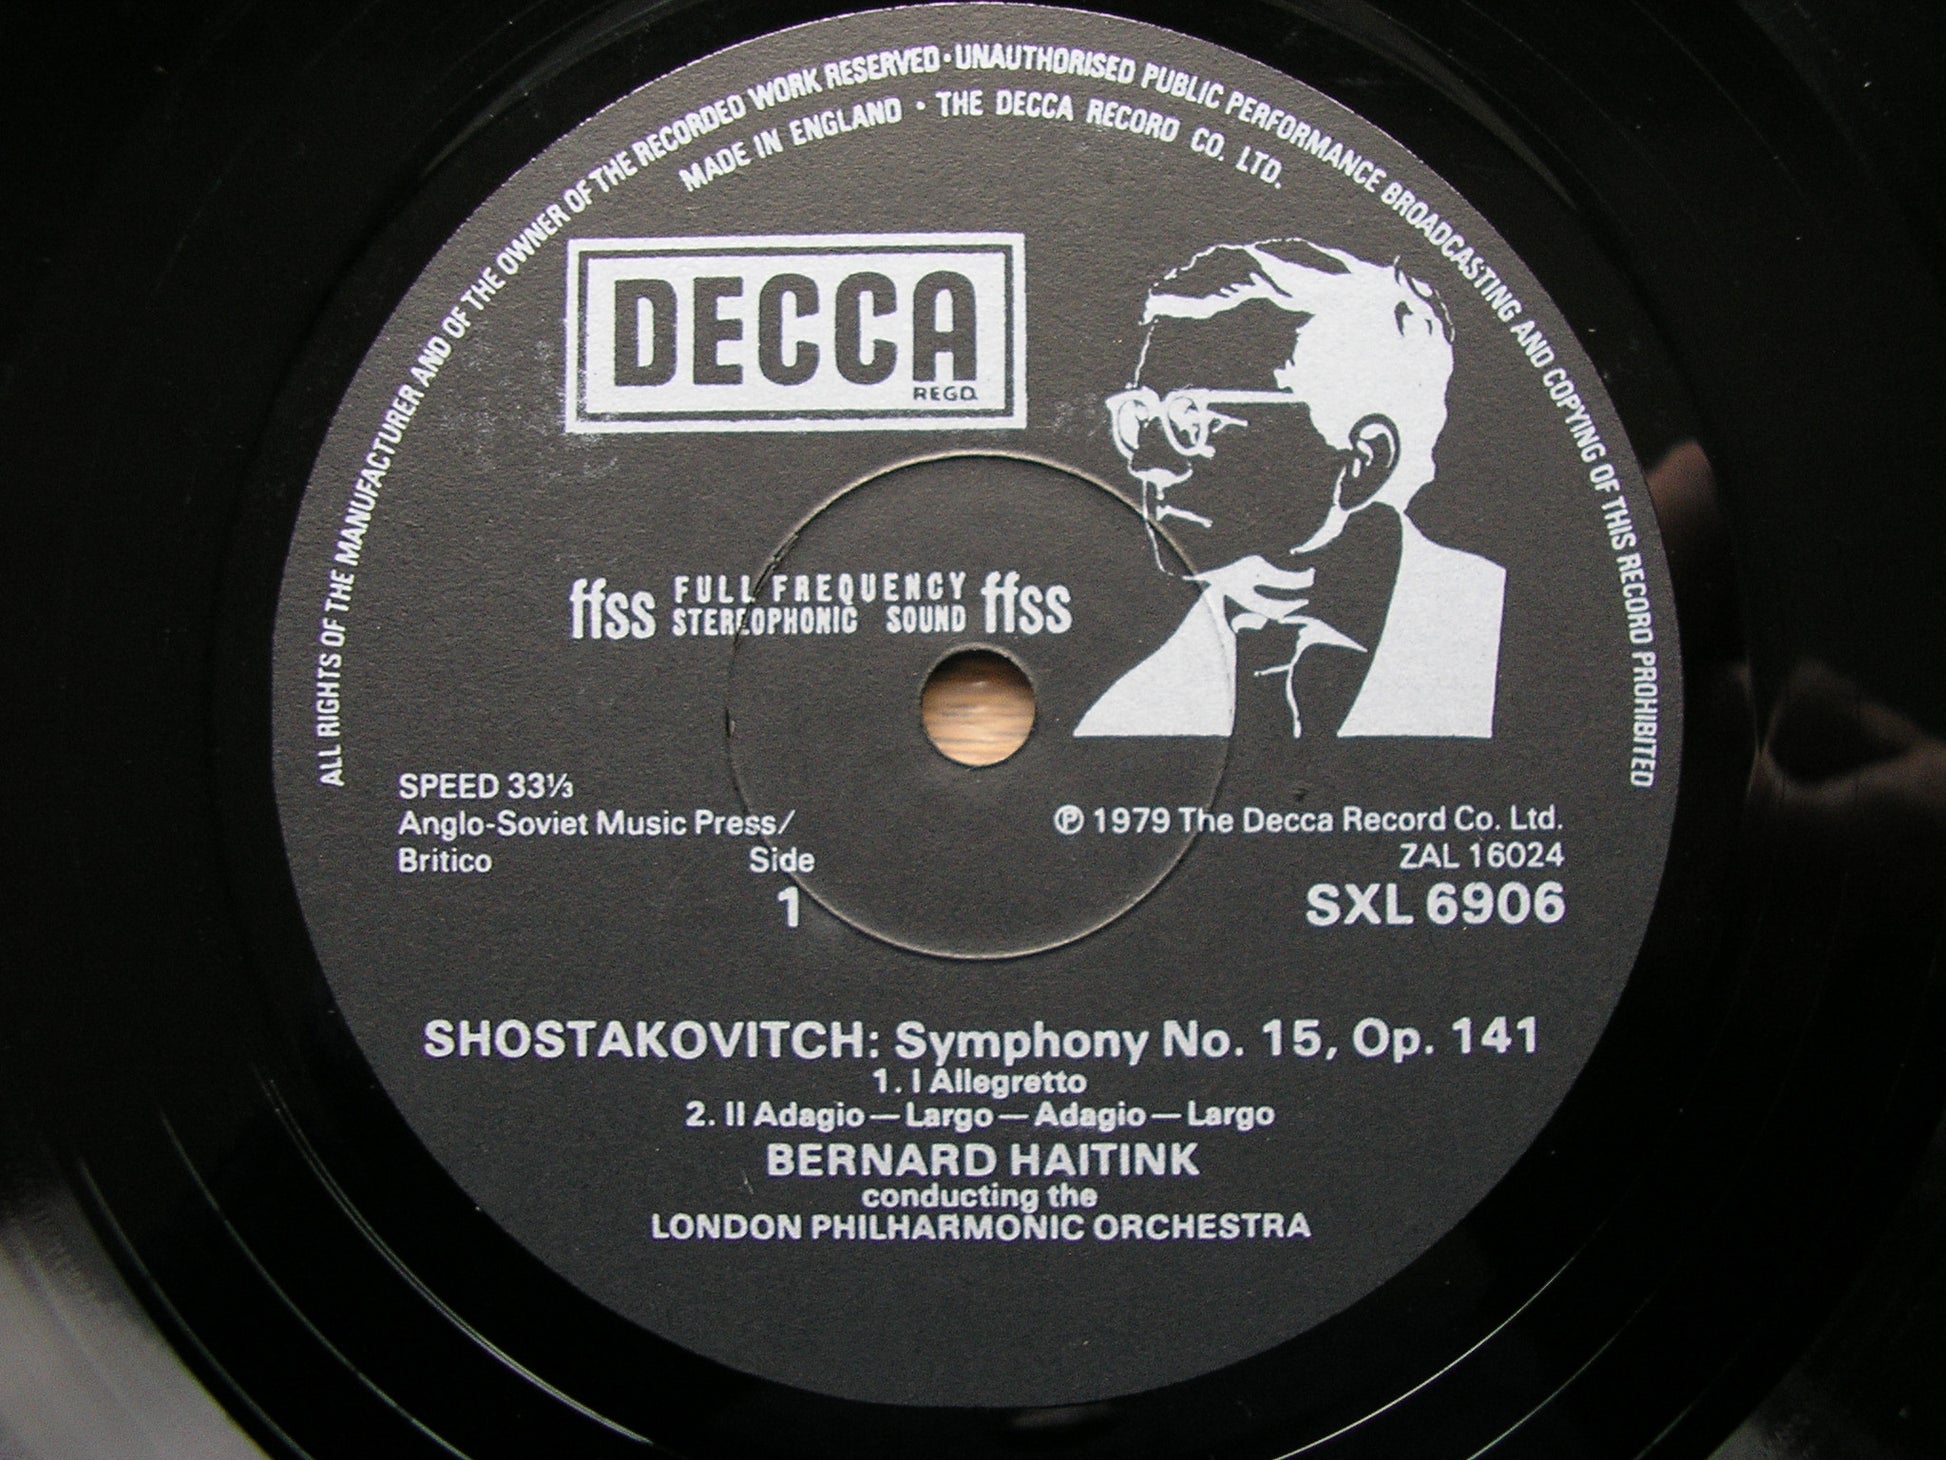 ALL RIGHTS OF THE MANUFACTURER AND OF THE OWNER OF THE RECORDED WORK RESERVED · UNAUTHORISED PUBLIC PERFORMANCE BROADCASTING AND COPYING OF THIS RECORD PROHIBITED
MADE IN ENGLAND · THE DECCA RECORD CO. LTD.
DECCA
REGD.
ffss FULL FREQUENCY ffss
STEREOPHONIC SOUND
SPEED 33⅓
Anglo-Soviet Music Press/
Britico
Side
1
℗ 1979 The Decca Record Co. Ltd.
ZAL 16024
SXL 6906
SHOSTAKOVITCH: Symphony No. 15, Op. 141
1. I Allegretto
2. II Adagio — Largo — Adagio — Largo
BERNARD HAITINK
conducting the
LONDON PHILHARMONIC ORCHESTRA